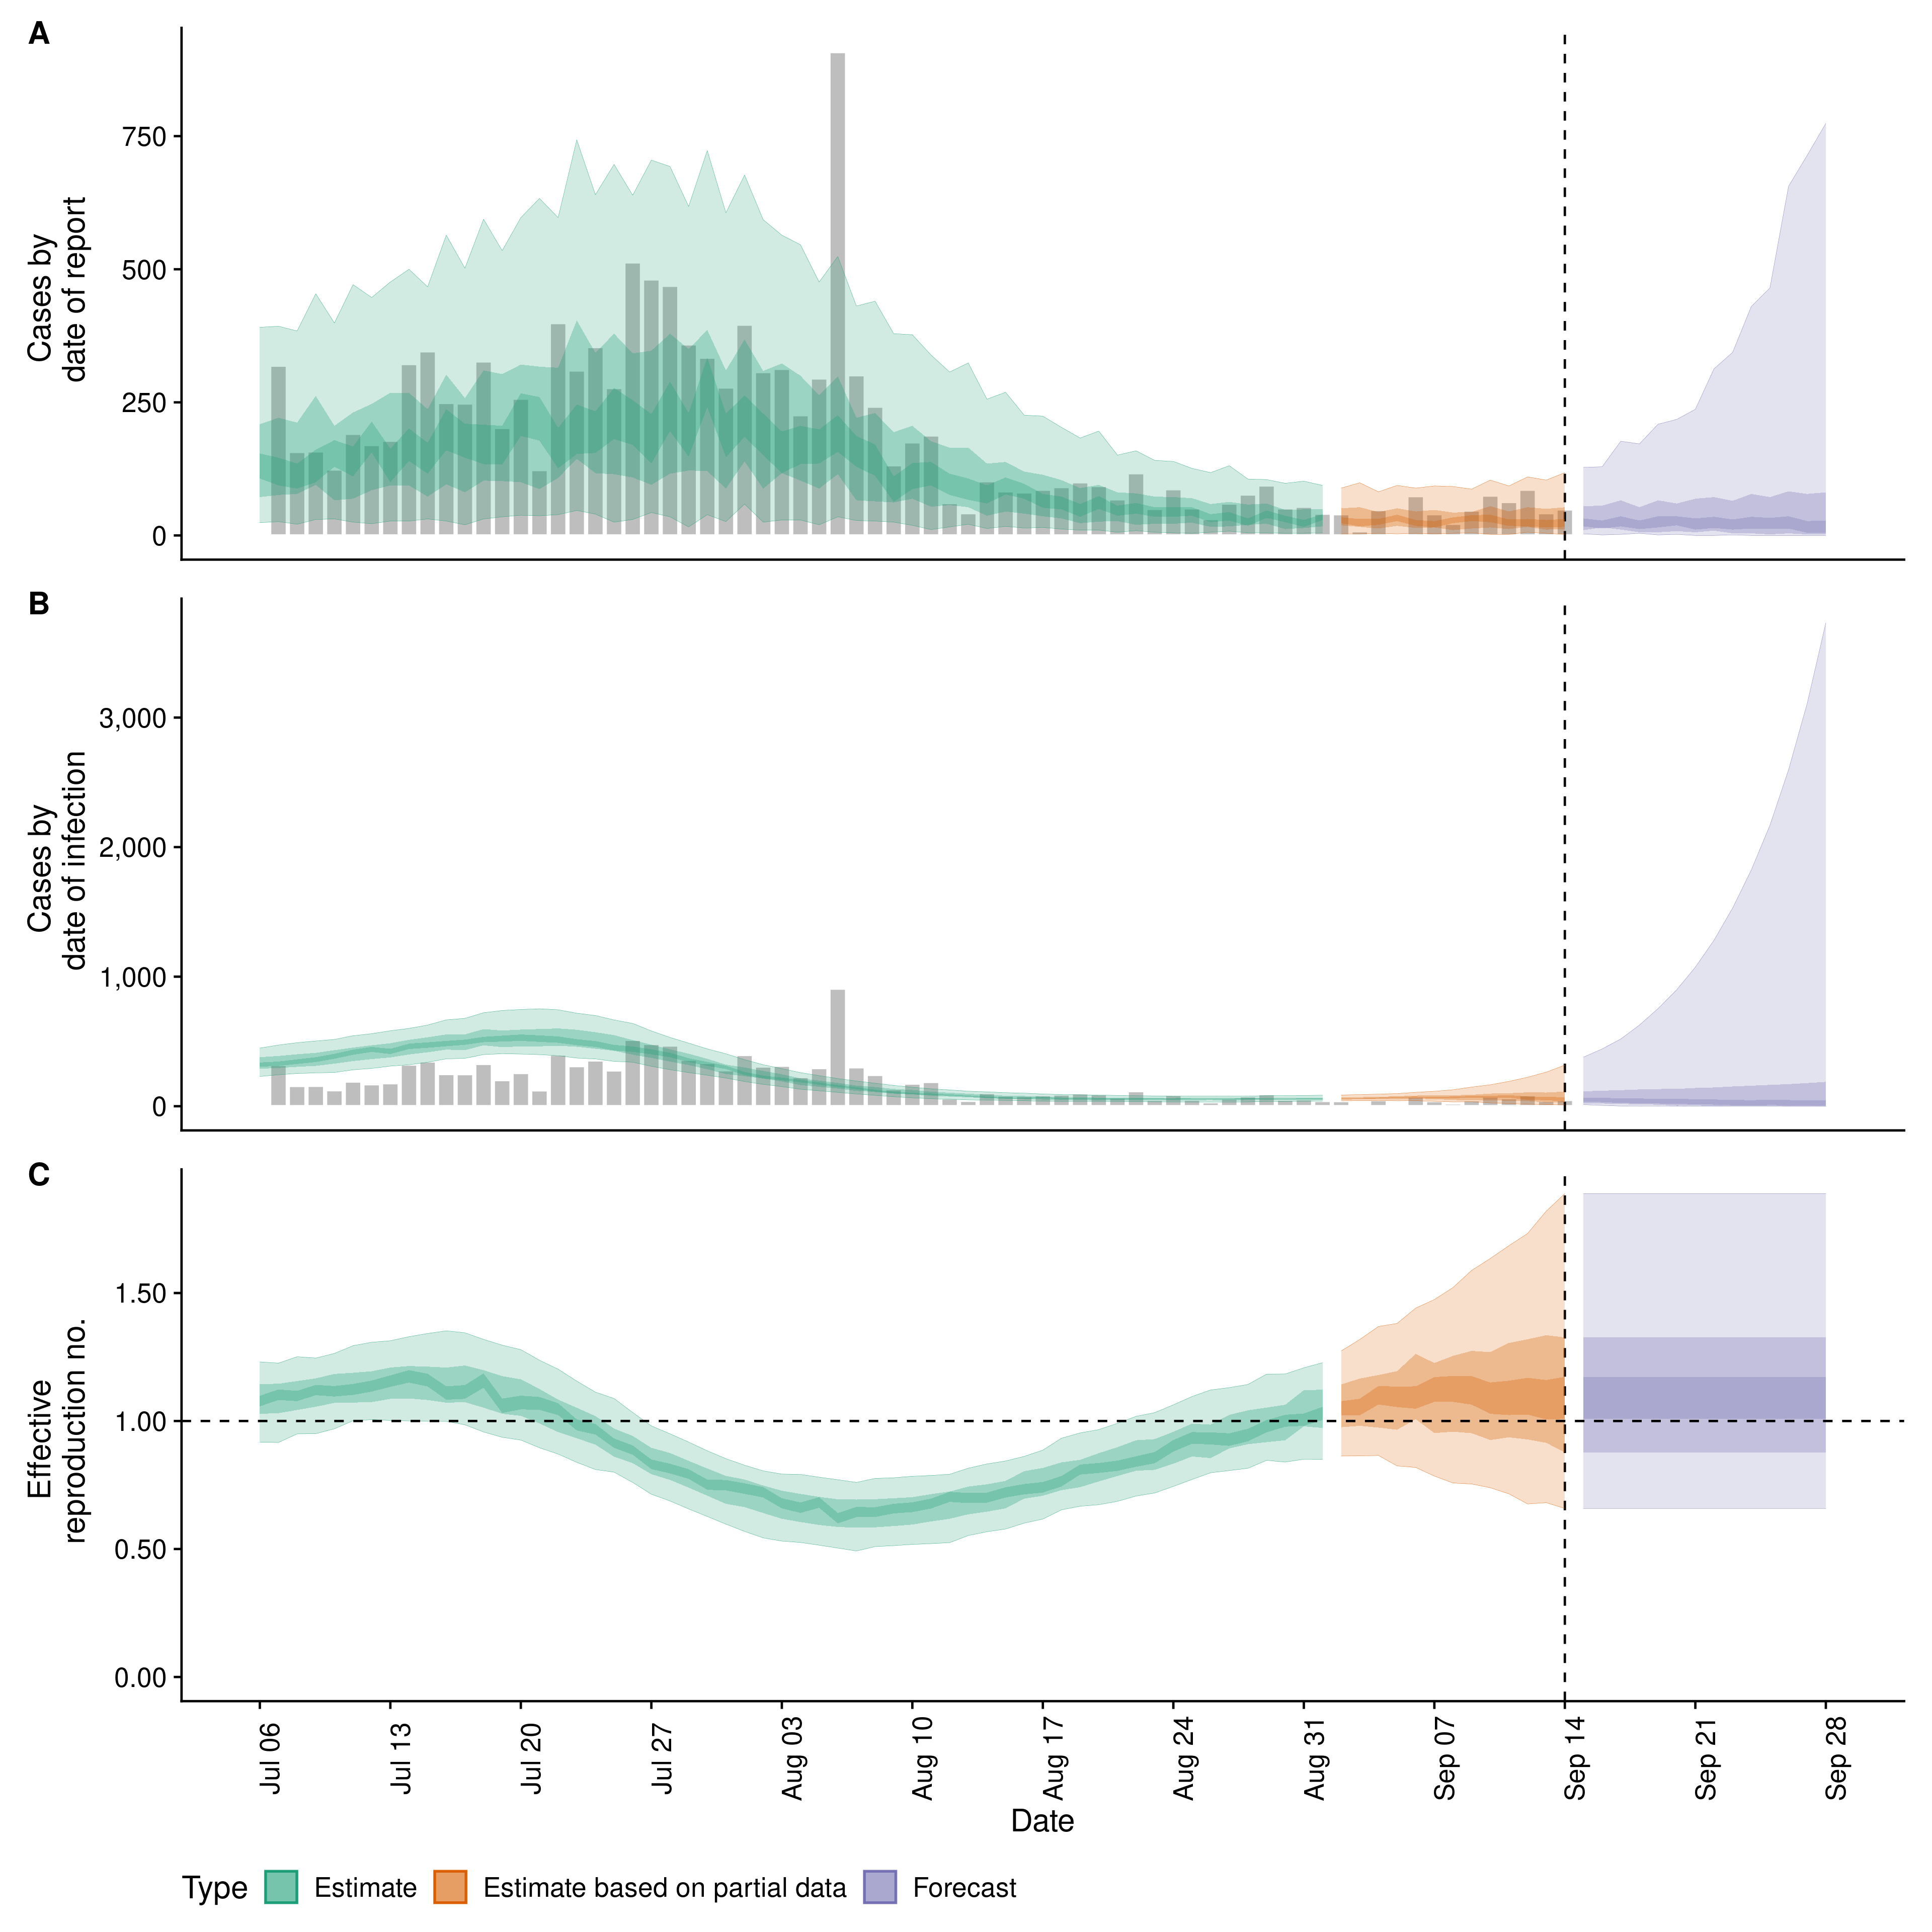 A
Cases by
date of report
750
500
250
0
B
Cases by
date of infection
3,000
2,000
1,000
0
C
Effective
reproduction no.
1.50
1.00
0.50
0.00
Jul 06
Jul 13
Jul 20
Jul 27
Aug 03
Aug 10
Aug 17
Aug 24
Aug 31
Sep 07
Sep 14
Sep 21
Sep 28
Date
Type Estimate Estimate based on partial data Forecast